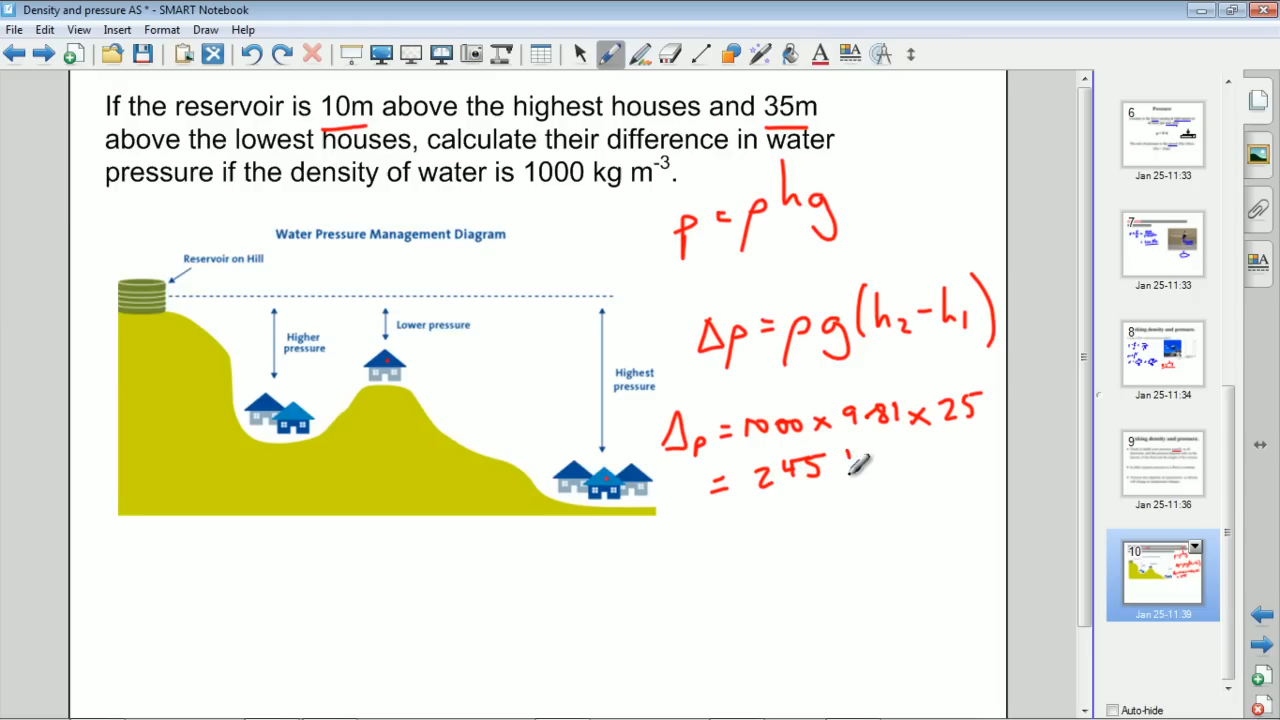 Density and pressure AS * - SMART Notebook
File Edit View Insert Format Draw Help
If the reservoir is 10m above the highest houses and 35m
above the lowest houses, calculate their difference in water
pressure if the density of water is 1000 kg m⁻³.
p = ρhg
Water Pressure Management Diagram
Reservoir on Hill
Higher
pressure
Lower pressure
Highest
pressure
Δp = ρg(h₂ - h₁)
Δp = 1000 × 9.81 × 25
= 245
6
Pressure
Jan 25-11:33
7
Jan 25-11:33
8
Jan 25-11:34
9
Jan 25-11:36
10
Jan 25-11:39
Auto-hide